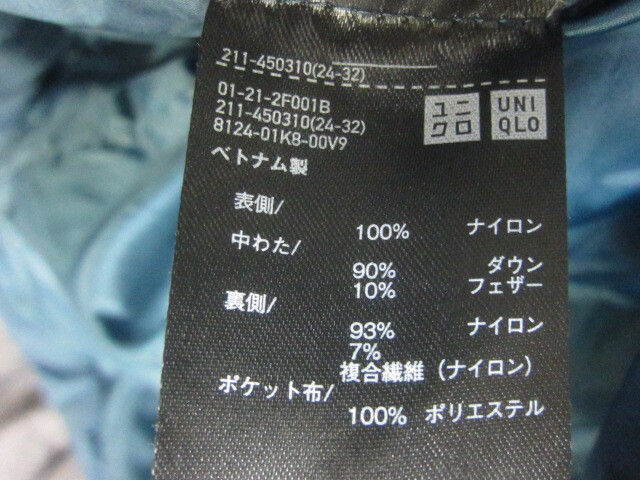 211-450310(24-32)
01-21-2F001B
211-450310(24-32)
8124-01K8-00V9
ユニ
クロ
UNI
QLO
ベトナム製
表側/
100% ナイロン
中わた/
90% ダウン
10% フェザー
裏側/
93% ナイロン
7%
複合繊維（ナイロン）
ポケット布/
100% ポリエステル